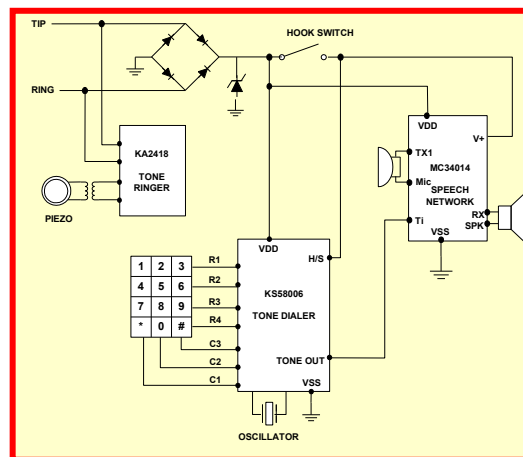 TIP
HOOK SWITCH
RING
VDD
V+
KA2418
TONE
RINGER
TX1
MC34014
SPEECH
NETWORK
Mic
RX
SPK
Ti
VSS
PIEZO
VDD
H/S
1 2 3
R1
4 5 6
R2
KS58006
7 8 9
R3
TONE DIALER
* 0 #
R4
C3
C2
TONE OUT
C1
VSS
OSCILLATOR